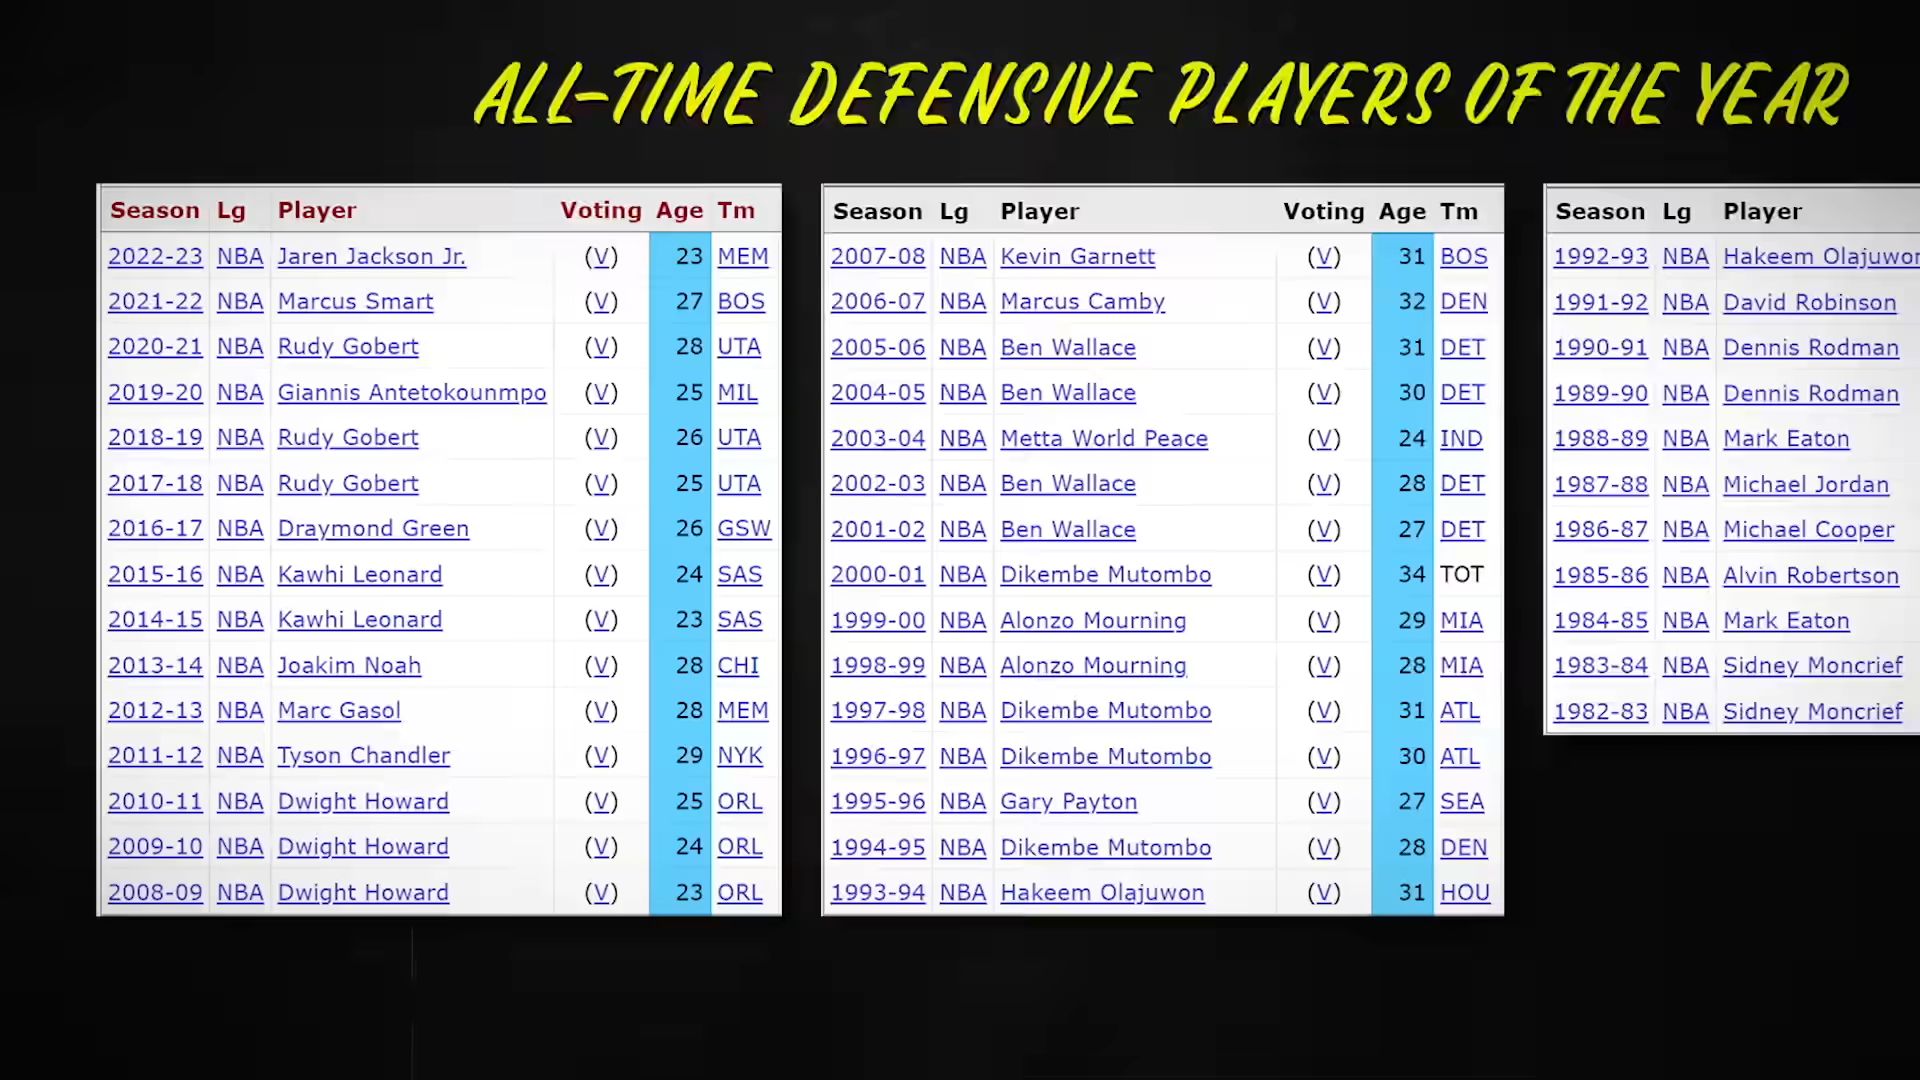 ALL-TIME DEFENSIVE PLAYERS OF THE YEAR
Season Lg Player Voting Age Tm
2022-23 NBA Jaren Jackson Jr. (V) 23 MEM
2021-22 NBA Marcus Smart (V) 27 BOS
2020-21 NBA Rudy Gobert (V) 28 UTA
2019-20 NBA Giannis Antetokounmpo (V) 25 MIL
2018-19 NBA Rudy Gobert (V) 26 UTA
2017-18 NBA Rudy Gobert (V) 25 UTA
2016-17 NBA Draymond Green (V) 26 GSW
2015-16 NBA Kawhi Leonard (V) 24 SAS
2014-15 NBA Kawhi Leonard (V) 23 SAS
2013-14 NBA Joakim Noah (V) 28 CHI
2012-13 NBA Marc Gasol (V) 28 MEM
2011-12 NBA Tyson Chandler (V) 29 NYK
2010-11 NBA Dwight Howard (V) 25 ORL
2009-10 NBA Dwight Howard (V) 24 ORL
2008-09 NBA Dwight Howard (V) 23 ORL
Season Lg Player Voting Age Tm
2007-08 NBA Kevin Garnett (V) 31 BOS
2006-07 NBA Marcus Camby (V) 32 DEN
2005-06 NBA Ben Wallace (V) 31 DET
2004-05 NBA Ben Wallace (V) 30 DET
2003-04 NBA Metta World Peace (V) 24 IND
2002-03 NBA Ben Wallace (V) 28 DET
2001-02 NBA Ben Wallace (V) 27 DET
2000-01 NBA Dikembe Mutombo (V) 34 TOT
1999-00 NBA Alonzo Mourning (V) 29 MIA
1998-99 NBA Alonzo Mourning (V) 28 MIA
1997-98 NBA Dikembe Mutombo (V) 31 ATL
1996-97 NBA Dikembe Mutombo (V) 30 ATL
1995-96 NBA Gary Payton (V) 27 SEA
1994-95 NBA Dikembe Mutombo (V) 28 DEN
1993-94 NBA Hakeem Olajuwon (V) 31 HOU
Season Lg Player
1992-93 NBA Hakeem Olajuwon
1991-92 NBA David Robinson
1990-91 NBA Dennis Rodman
1989-90 NBA Dennis Rodman
1988-89 NBA Mark Eaton
1987-88 NBA Michael Jordan
1986-87 NBA Michael Cooper
1985-86 NBA Alvin Robertson
1984-85 NBA Mark Eaton
1983-84 NBA Sidney Moncrief
1982-83 NBA Sidney Moncrief